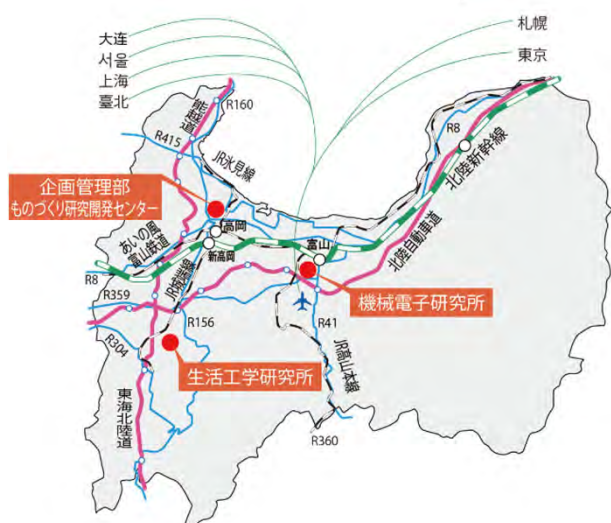 大连
서울
上海
臺北
札幌
東京
能越道
R160
R415
JR氷見線
R8
北陸新幹線
企画管理部
ものづくり研究開発センター
高岡
あいの風
富山鉄道
新高岡
富山
北陸自動車道
R8
JR城端線
機械電子研究所
R359
R156
R41
R304
生活工学研究所
JR高山本線
東海北陸道
R360